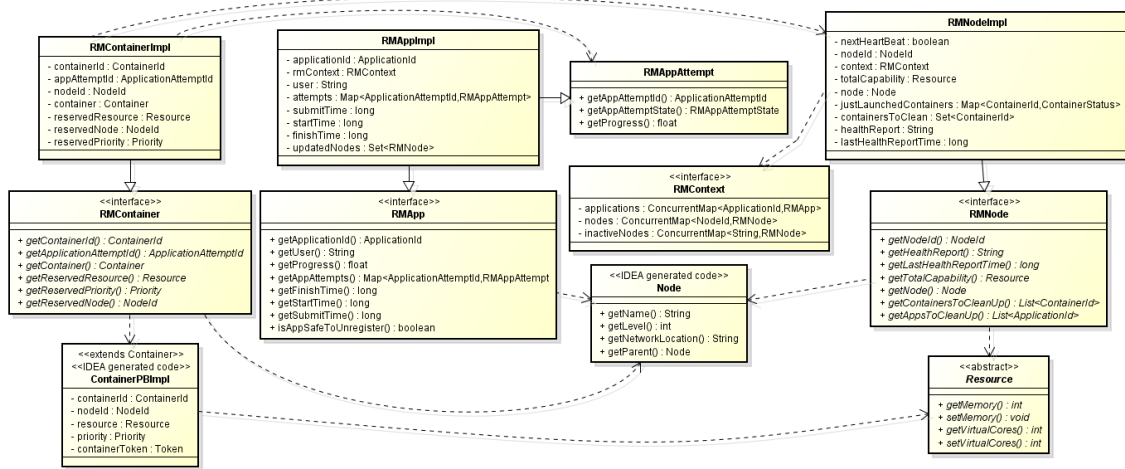 RMContainerImpl
- containerId : ContainerId
- appAttemptId : ApplicationAttemptId
- nodeId : NodeId
- container : Container
- reservedResource : Resource
- reservedNode : NodeId
- reservedPriority : Priority
RMAppImpl
- applicationId : ApplicationId
- rmContext : RMContext
- user : String
- attempts : Map<ApplicationAttemptId,RMAppAttempt>
- submitTime : long
- startTime : long
- finishTime : long
- updatedNodes : Set<RMNode>
RMAppAttempt
+ getAppAttemptId() : ApplicationAttemptId
+ getAppAttemptState() : RMAppAttemptState
+ getProgress() : float
RMNodeImpl
- nextHeartBeat : boolean
- nodeId : NodeId
- context : RMContext
- totalCapability : Resource
- node : Node
- justLaunchedContainers : Map<ContainerId,ContainerStatus>
- containersToClean : Set<ContainerId>
- healthReport : String
- lastHealthReportTime : long
<<interface>>
RMContainer
+ getContainerId() : ContainerId
+ getApplicationAttemptId() : ApplicationAttemptId
+ getContainer() : Container
+ getReservedResource() : Resource
+ getReservedPriority() : Priority
+ getReservedNode() : NodeId
<<interface>>
RMApp
+ getApplicationId() : ApplicationId
+ getUser() : String
+ getProgress() : float
+ getAppAttempts() : Map<ApplicationAttemptId,RMAppAttempt
+ getFinishTime() : long
+ getStartTime() : long
+ getSubmitTime() : long
+ isAppSafeToUnregister() : boolean
<<interface>>
RMContext
- applications : ConcurrentMap<ApplicationId,RMApp>
- nodes : ConcurrentMap<NodeId,RMNode>
- inactiveNodes : ConcurrentMap<String,RMNode>
<<interface>>
RMNode
+ getNodeId() : NodeId
+ getHealthReport() : String
+ getLastHealthReportTime() : long
+ getTotalCapability() : Resource
+ getNode() : Node
+ getContainersToCleanUp() : List<ContainerId>
+ getAppsToCleanUp() : List<ApplicationId>
<<IDEA generated code>>
Node
+ getName() : String
+ getLevel() : int
+ getNetworkLocation() : String
+ getParent() : Node
<<extends Container>>
<<IDEA generated code>>
ContainerPBImpl
- containerId : ContainerId
- nodeId : NodeId
- resource : Resource
- priority : Priority
- containerToken : Token
<<abstract>>
Resource
+ getMemory() : int
+ setMemory() : void
+ getVirtualCores() : int
+ setVirtualCores() : int